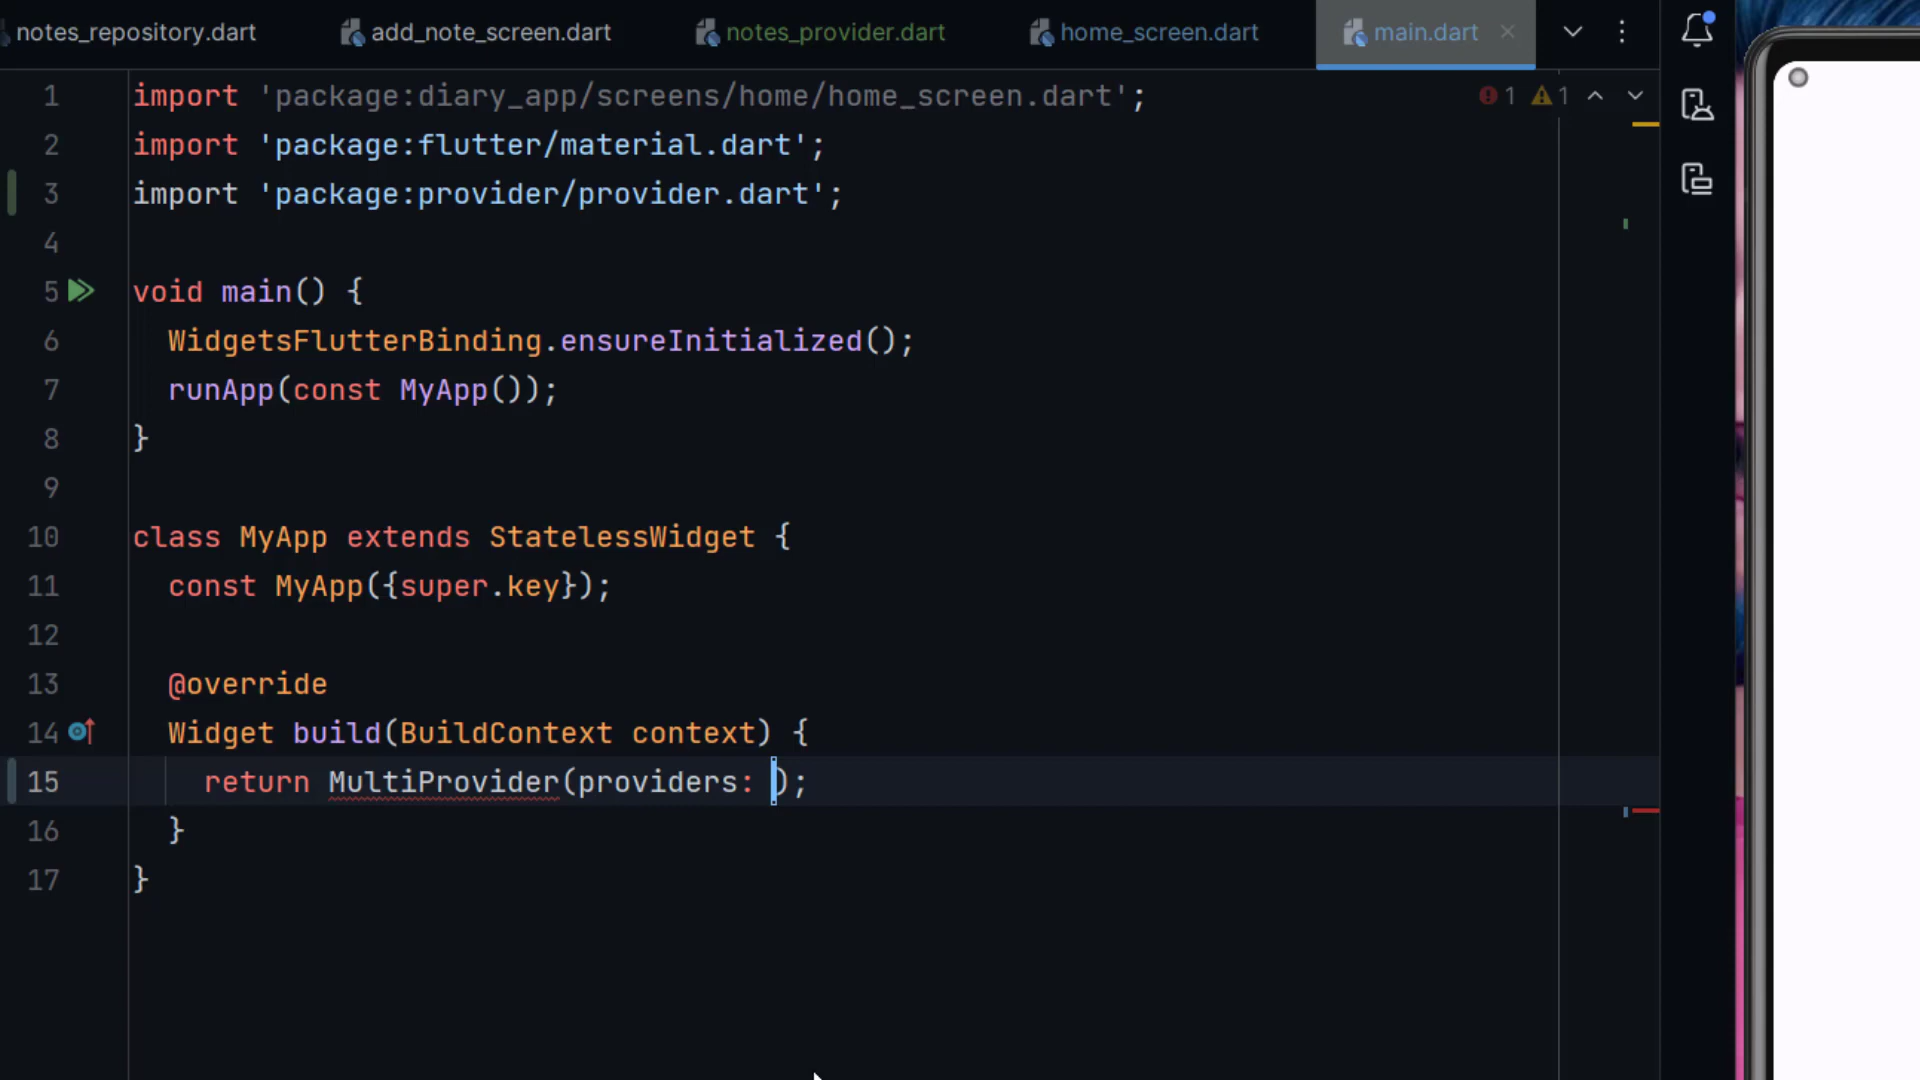 notes_repository.dart add_note_screen.dart notes_provider.dart home_screen.dart main.dart
1 import 'package:diary_app/screens/home/home_screen.dart'; 1 1
2 import 'package:flutter/material.dart';
3 import 'package:provider/provider.dart';
4
5 void main() {
6 WidgetsFlutterBinding.ensureInitialized();
7 runApp(const MyApp());
8 }
9
10 class MyApp extends StatelessWidget {
11 const MyApp({super.key});
12
13 @override
14 Widget build(BuildContext context) {
15 return MultiProvider(providers: );
16 }
17 }